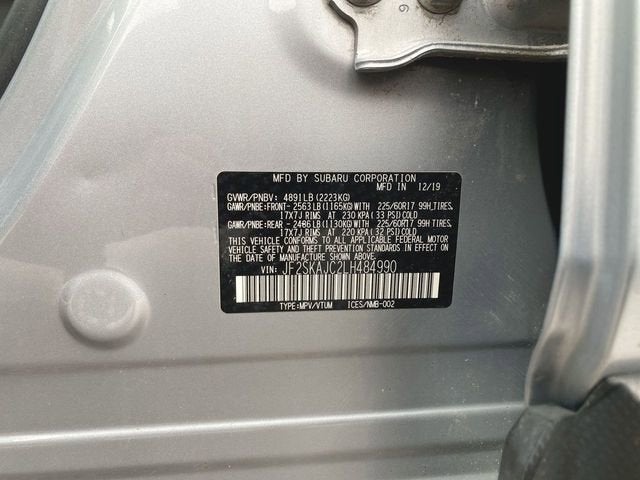 MFD BY SUBARU CORPORATION
MFD IN 12/19
GVWR/PNBV: 4891LB (2223KG)
GAWR/PNBE:FRONT- 2563LB(1165KG)WITH 225/60R17 99H TIRES,
17X7J RIMS AT 230 KPA(33 PSI)COLD
GAWR/PNBE:REAR -2486LB(1130KG)WITH 225/60R17 99H TIRES,
17X7J RIMS AT 220 KPA(32 PSI)COLD
THIS VEHICLE CONFORMS TO ALL APPLICABLE FEDERAL MOTOR
VEHICLE SAFETY AND THEFT PREVENTION STANDARDS IN EFFECT
ON THE DATE OF MANUFACTURE SHOWN ABOVE.
VIN: JF2SKAJC2LH484990
TYPE:MPV/VTUM ICES/NMB-002